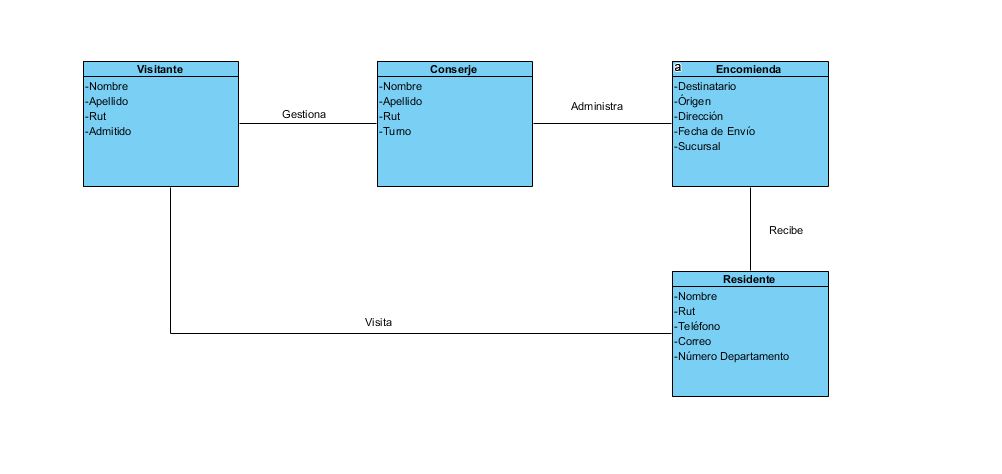 Visitante
-Nombre
-Apellido
-Rut
-Admitido
Gestiona
Conserje
-Nombre
-Apellido
-Rut
-Turno
Administra
a
Encomienda
-Destinatario
-Órigen
-Dirección
-Fecha de Envío
-Sucursal
Recibe
Residente
-Nombre
-Rut
-Teléfono
-Correo
-Número Departamento
Visita